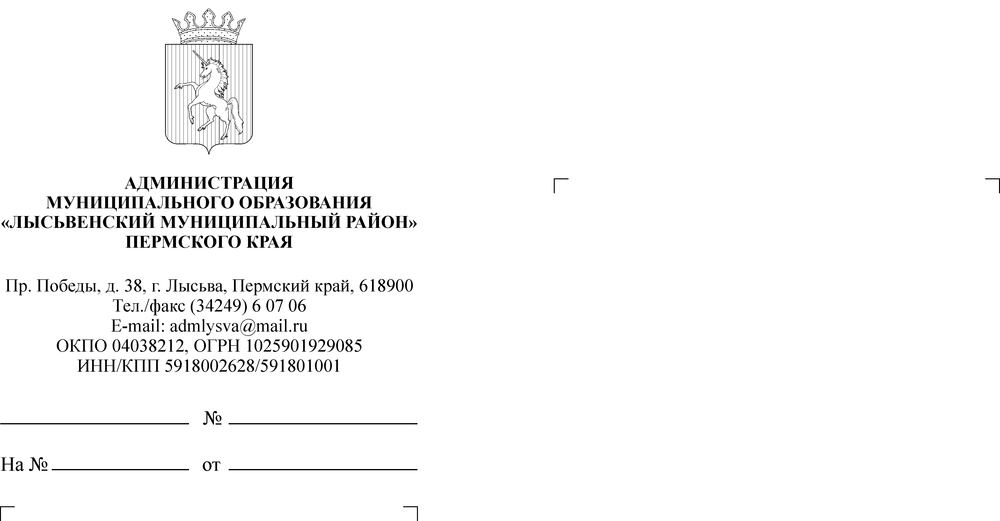 АДМИНИСТРАЦИЯ
МУНИЦИПАЛЬНОГО ОБРАЗОВАНИЯ
«ЛЫСЬВЕНСКИЙ МУНИЦИПАЛЬНЫЙ РАЙОН»
ПЕРМСКОГО КРАЯ
Пр. Победы, д. 38, г. Лысьва, Пермский край, 618900
Тел./факс (34249) 6 07 06
E-mail: admlysva@mail.ru
ОКПО 04038212, ОГРН 1025901929085
ИНН/КПП 5918002628/591801001
№
На № от